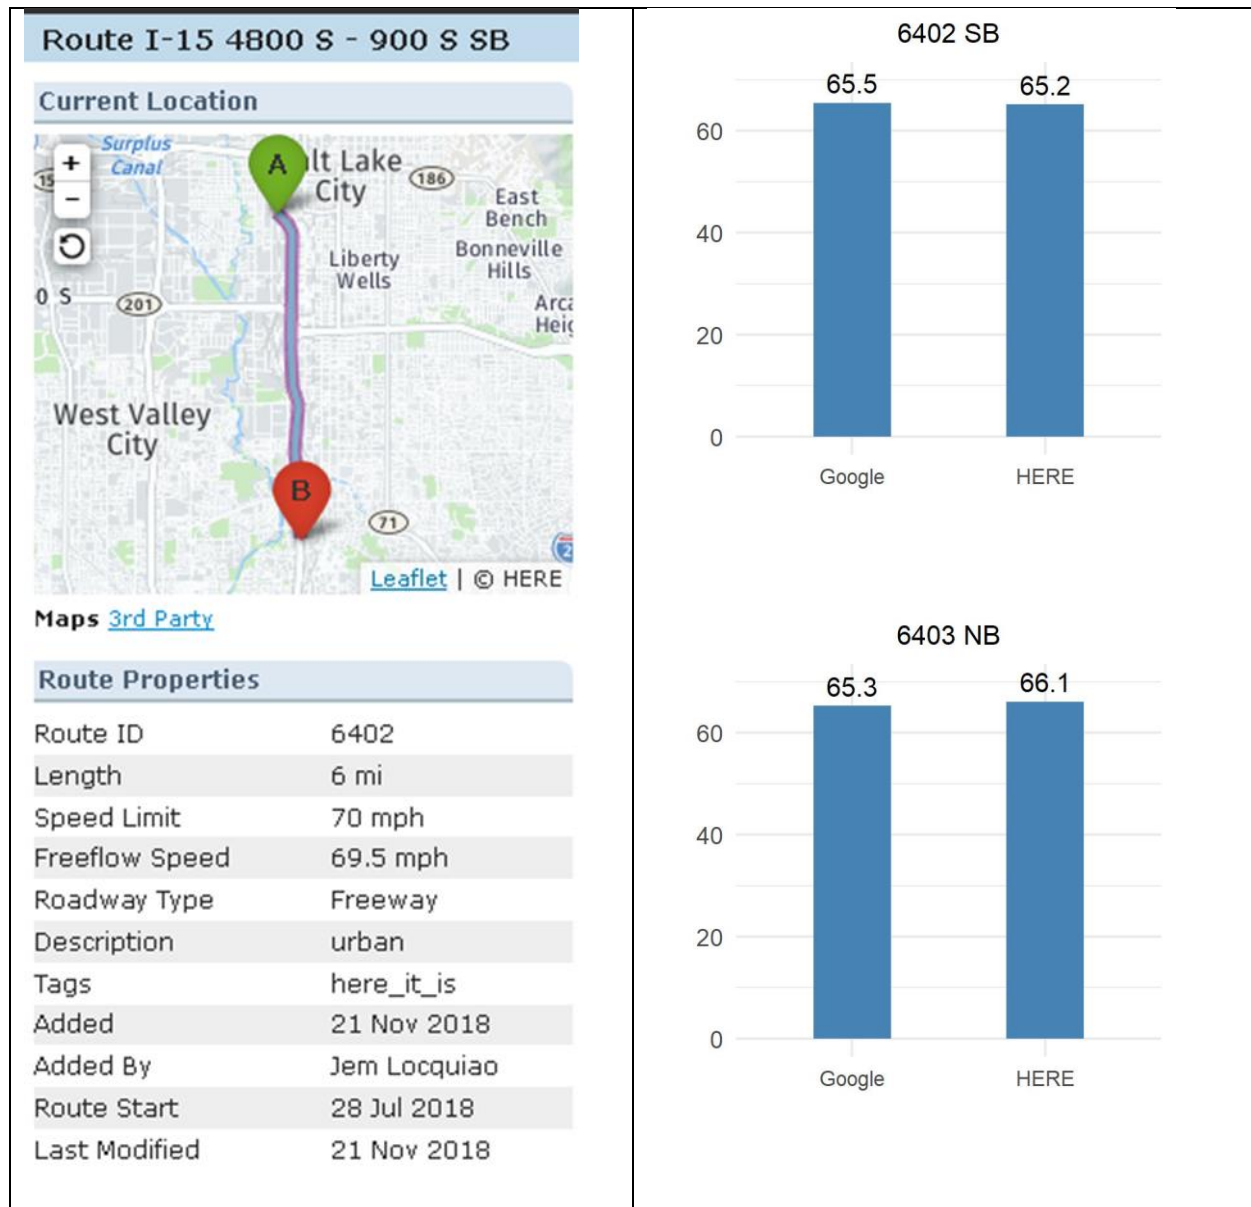 Route I-15 4800 S - 900 S SB
Current Location
+
−
Surplus
Canal
15
A
lt Lake
City
186
East
Bench
Bonneville
Hills
Liberty
Wells
0 S
201
Arca
Heig
West Valley
City
B
71
2
Leaflet | © HERE
Maps 3rd Party
Route Properties
Route ID 6402
Length 6 mi
Speed Limit 70 mph
Freeflow Speed 69.5 mph
Roadway Type Freeway
Description urban
Tags here_it_is
Added 21 Nov 2018
Added By Jem Locquiao
Route Start 28 Jul 2018
Last Modified 21 Nov 2018
6402 SB
65.5 65.2
60
40
20
0
Google HERE
6403 NB
65.3 66.1
60
40
20
0
Google HERE